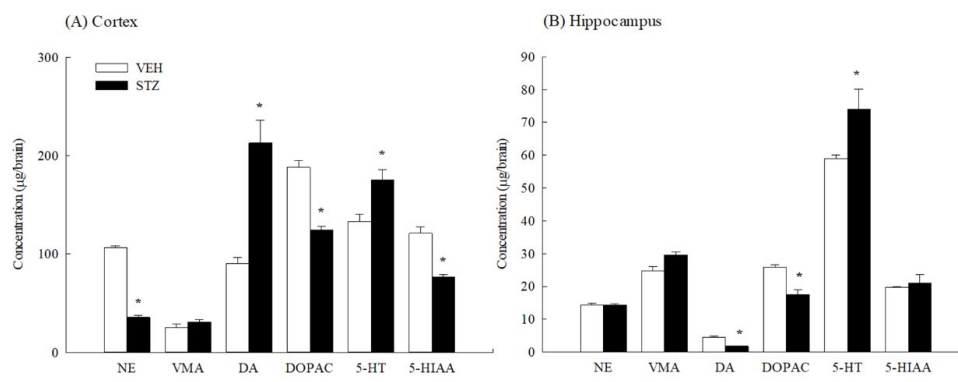 (A) Cortex
300
200
100
0
Concentration (μg/brain)
VEH
STZ
*
*
*
*
*
NE VMA DA DOPAC 5-HT 5-HIAA
(B) Hippocampus
90
80
70
60
50
40
30
20
10
0
Concentration (μg/brain)
*
*
*
NE VMA DA DOPAC 5-HT 5-HIAA